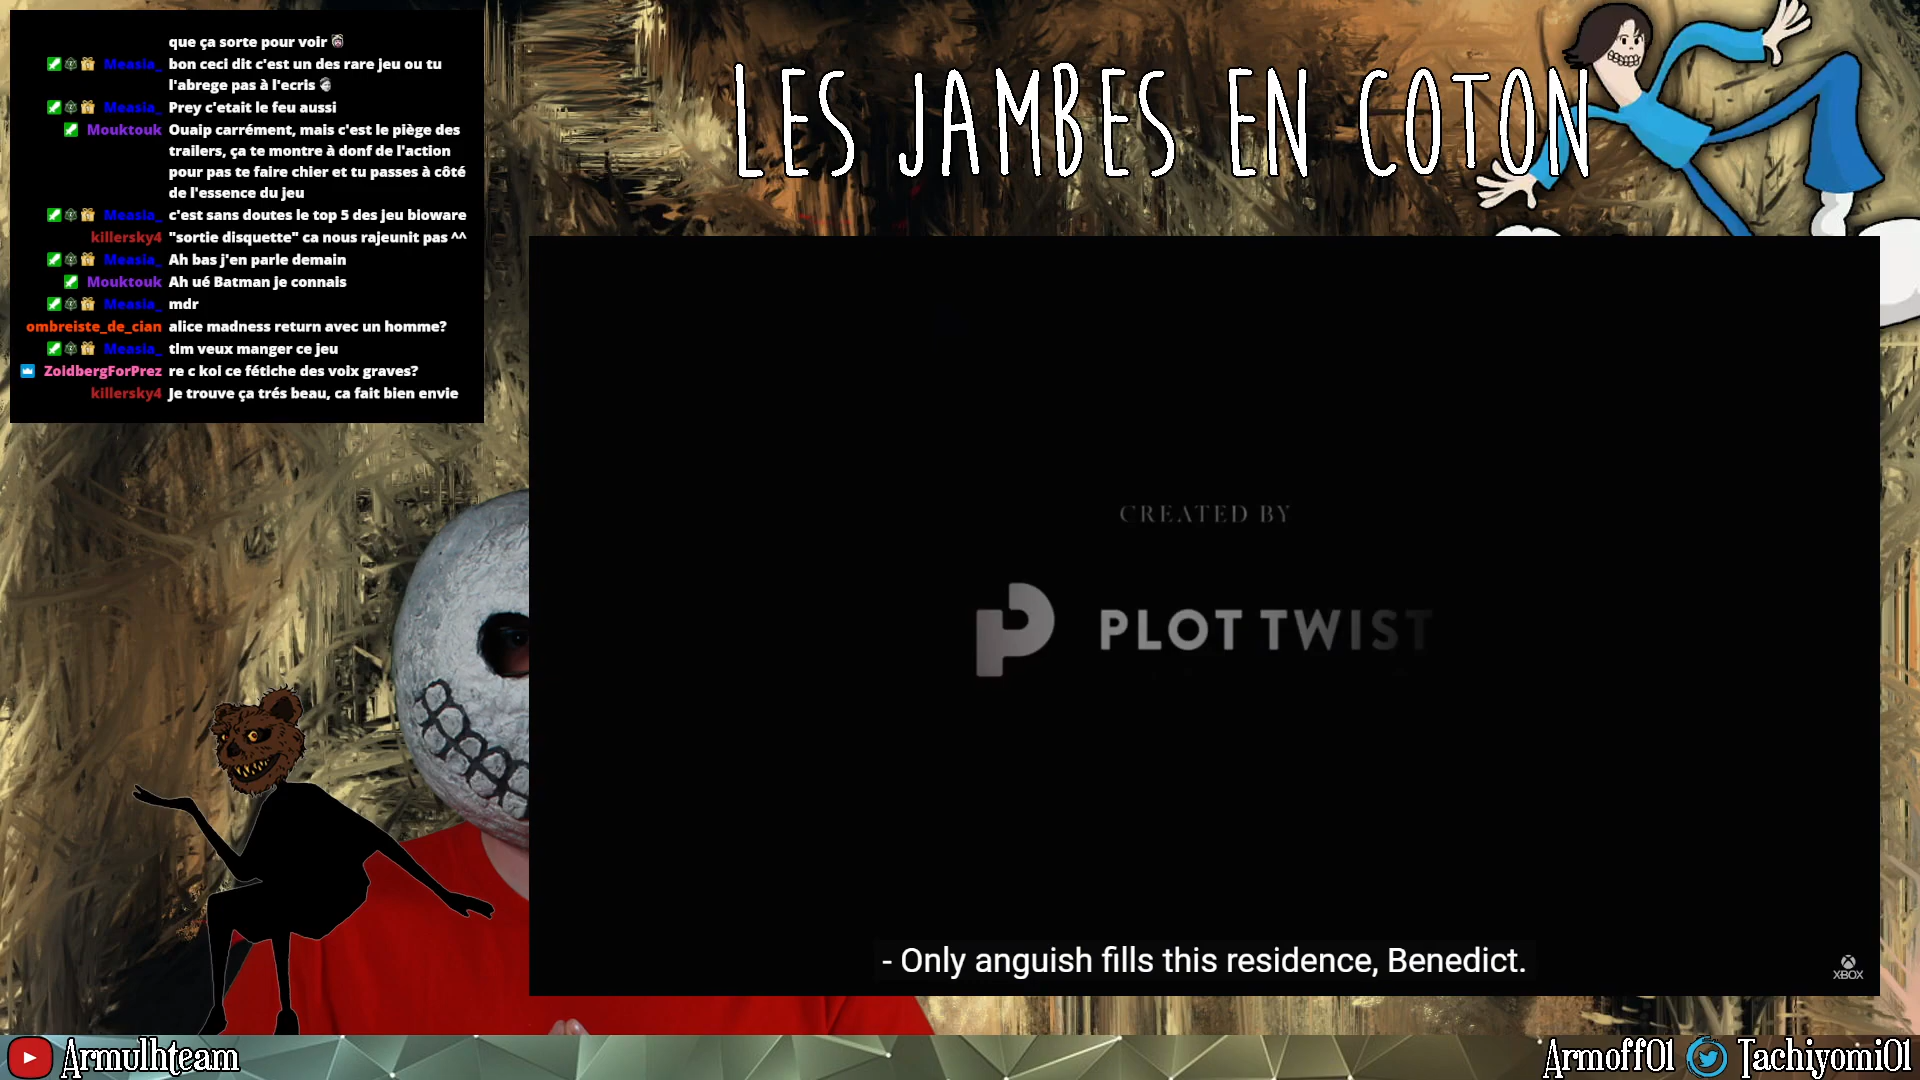 que ça sorte pour voir
Measia_ bon ceci dit c'est un des rare jeu ou tu
l'abrege pas à l'ecris
Measia_ Prey c'etait le feu aussi
Mouktouk Ouaip carrément, mais c'est le piège des
trailers, ça te montre à donf de l'action
pour pas te faire chier et tu passes à côté
de l'essence du jeu
Measia_ c'est sans doutes le top 5 des jeu bioware
killersky4 "sortie disquette" ca nous rajeunit pas ^^
Measia_ Ah bas j'en parle demain
Mouktouk Ah ué Batman je connais
Measia_ mdr
ombreiste_de_cian alice madness return avec un homme?
Measia_ tlm veux manger ce jeu
ZoidbergForPrez re c koi ce fétiche des voix graves?
killersky4 Je trouve ça trés beau, ca fait bien envie
LES JAMBES EN COTON
CREATED BY
PLOT TWIST
- Only anguish fills this residence, Benedict.
XBOX
Armulhteam
Armoff01
Tachiyomi01